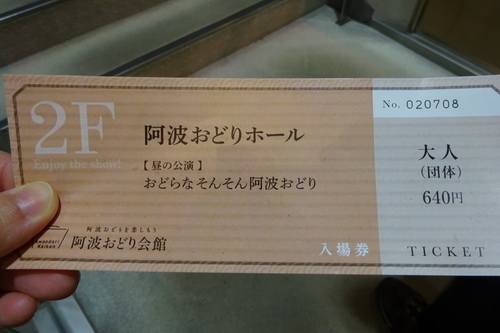 2F
Enjoy the show!
阿波おどりホール
【 昼の公演 】
おどらなそんそん阿波おどり
阿波おどりを楽しもう
阿波おどり会館
入場券
No. 020708
大人
(団体)
640円
TICKET